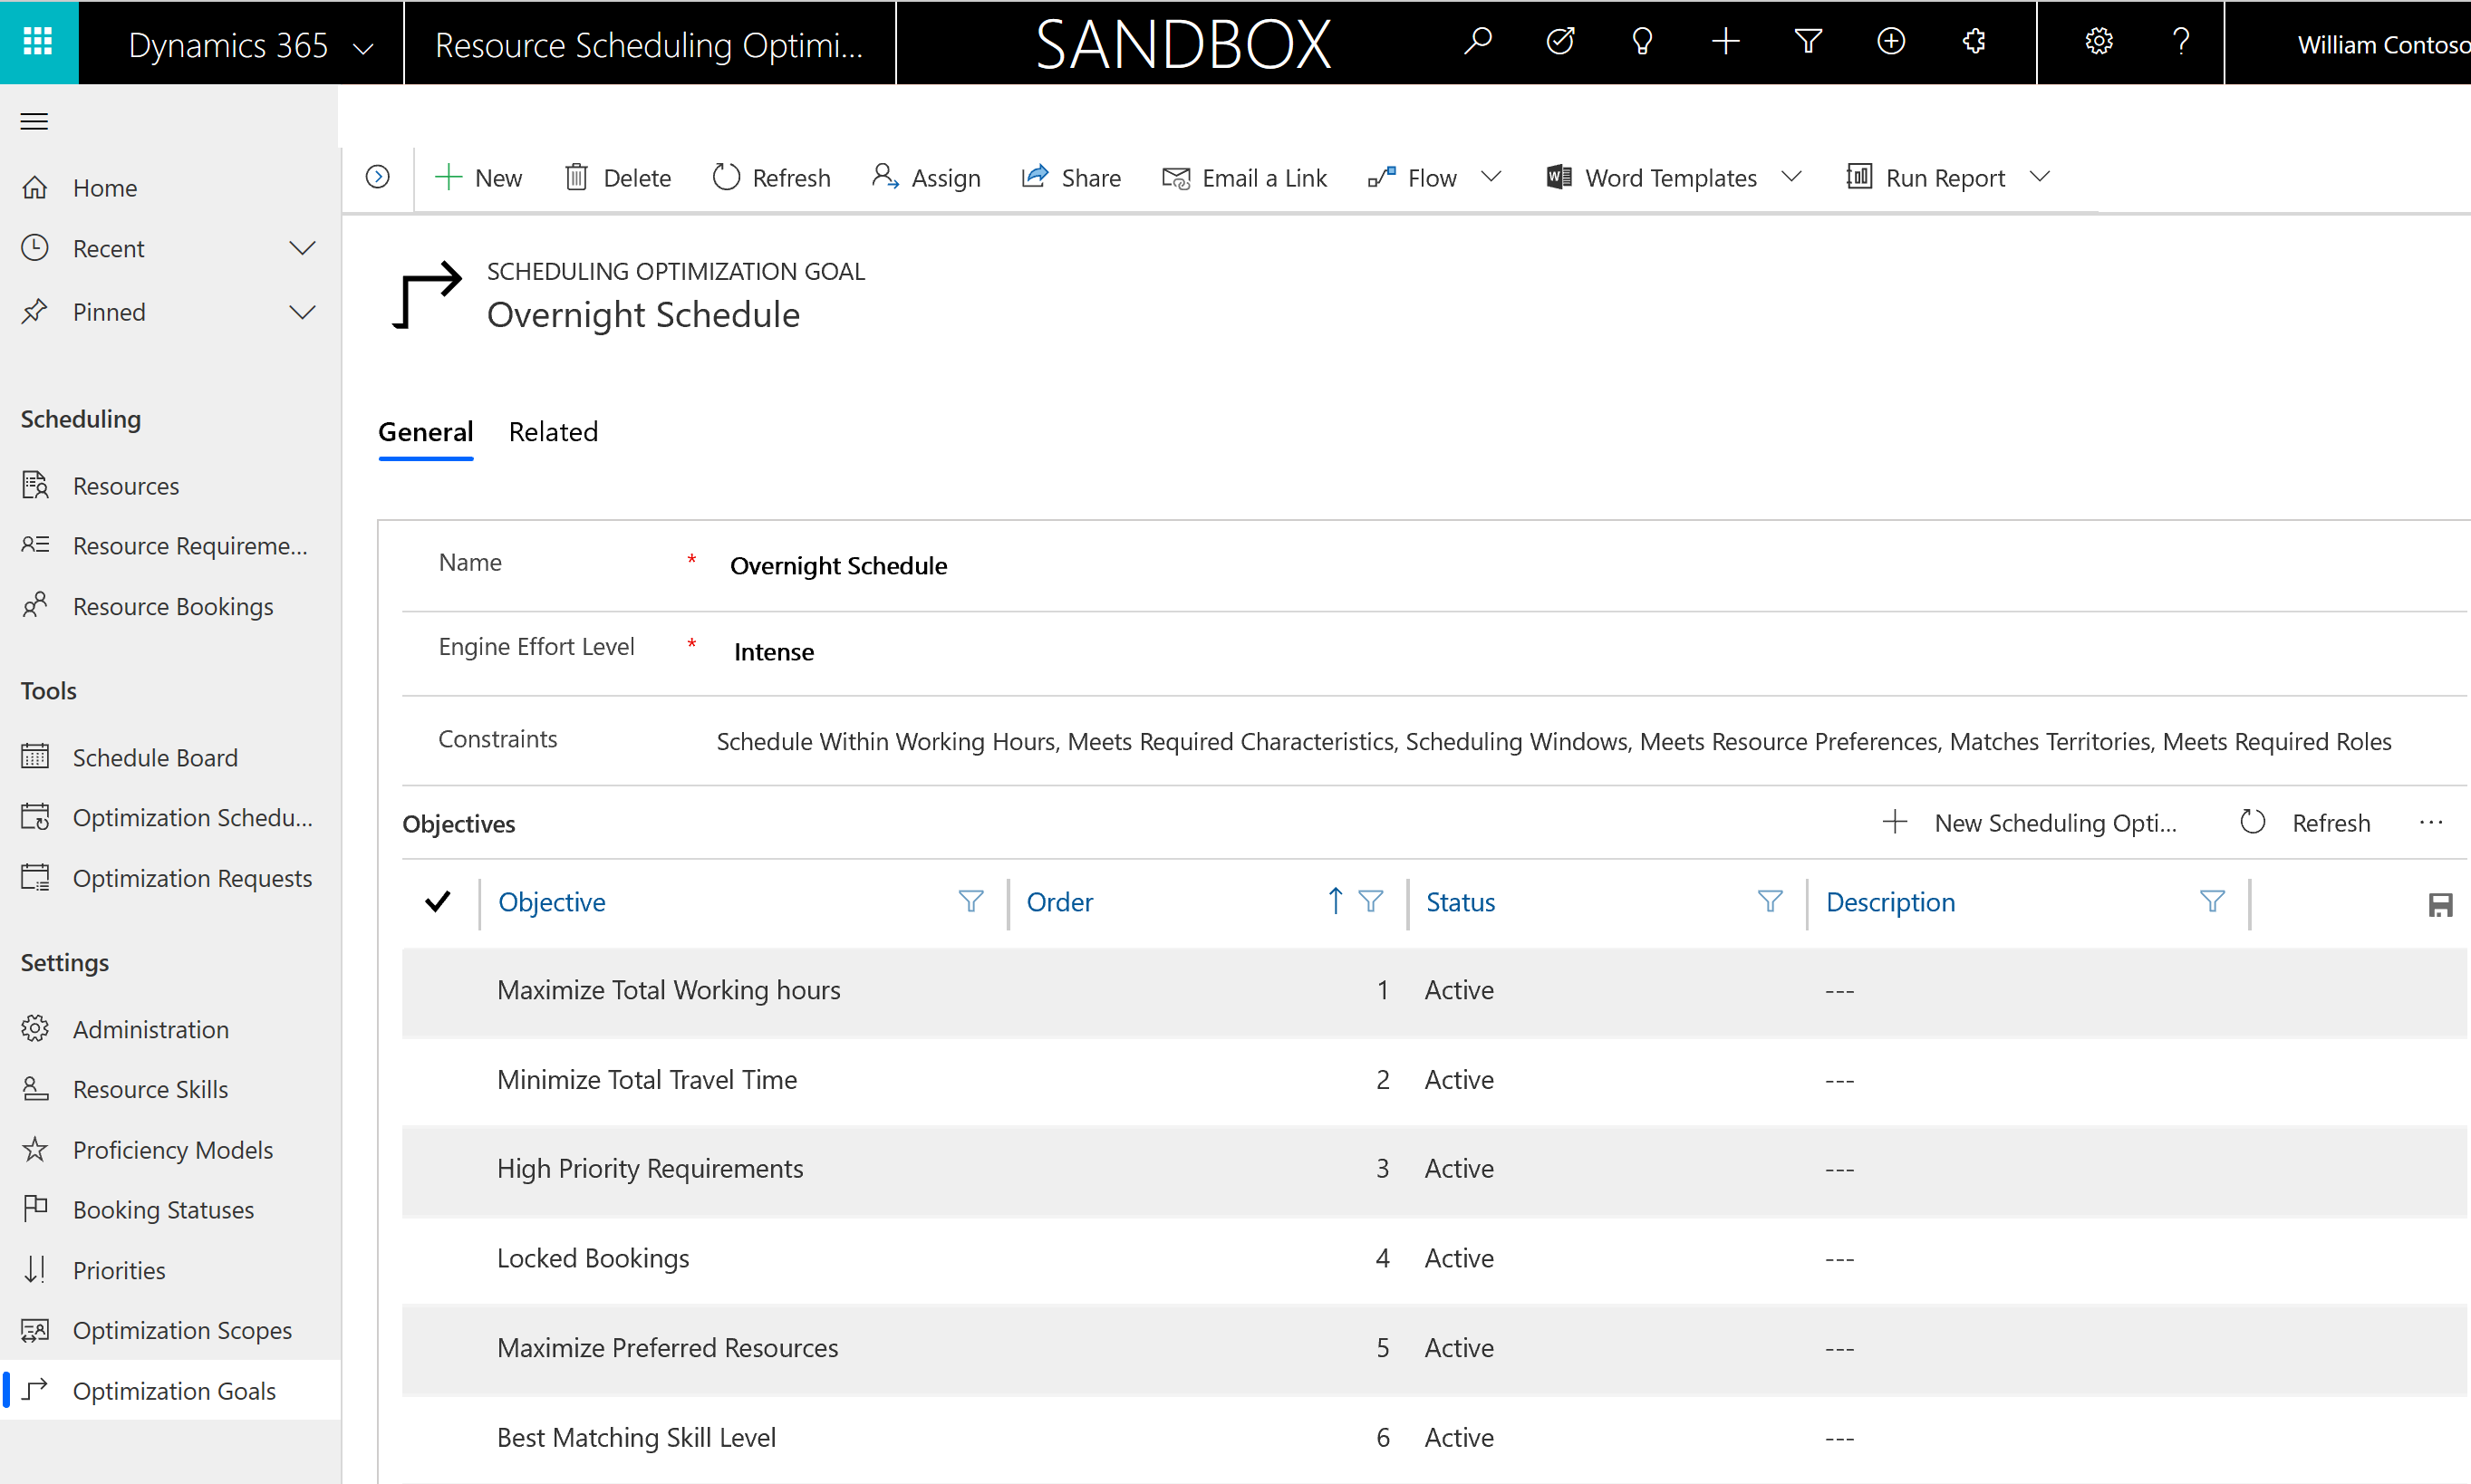 Dynamics 365 Resource Scheduling Optimi... SANDBOX William Contoso
New Delete Refresh Assign Share Email a Link Flow Word Templates Run Report
Home
Recent
Pinned
Scheduling
Resources
Resource Requireme...
Resource Bookings
Tools
Schedule Board
Optimization Schedu...
Optimization Requests
Settings
Administration
Resource Skills
Proficiency Models
Booking Statuses
Priorities
Optimization Scopes
Optimization Goals
SCHEDULING OPTIMIZATION GOAL
Overnight Schedule
General Related
Name * Overnight Schedule
Engine Effort Level * Intense
Constraints Schedule Within Working Hours, Meets Required Characteristics, Scheduling Windows, Meets Resource Preferences, Matches Territories, Meets Required Roles
Objectives New Scheduling Opti... Refresh ...
Objective Order Status Description
Maximize Total Working hours 1 Active ---
Minimize Total Travel Time 2 Active ---
High Priority Requirements 3 Active ---
Locked Bookings 4 Active ---
Maximize Preferred Resources 5 Active ---
Best Matching Skill Level 6 Active ---